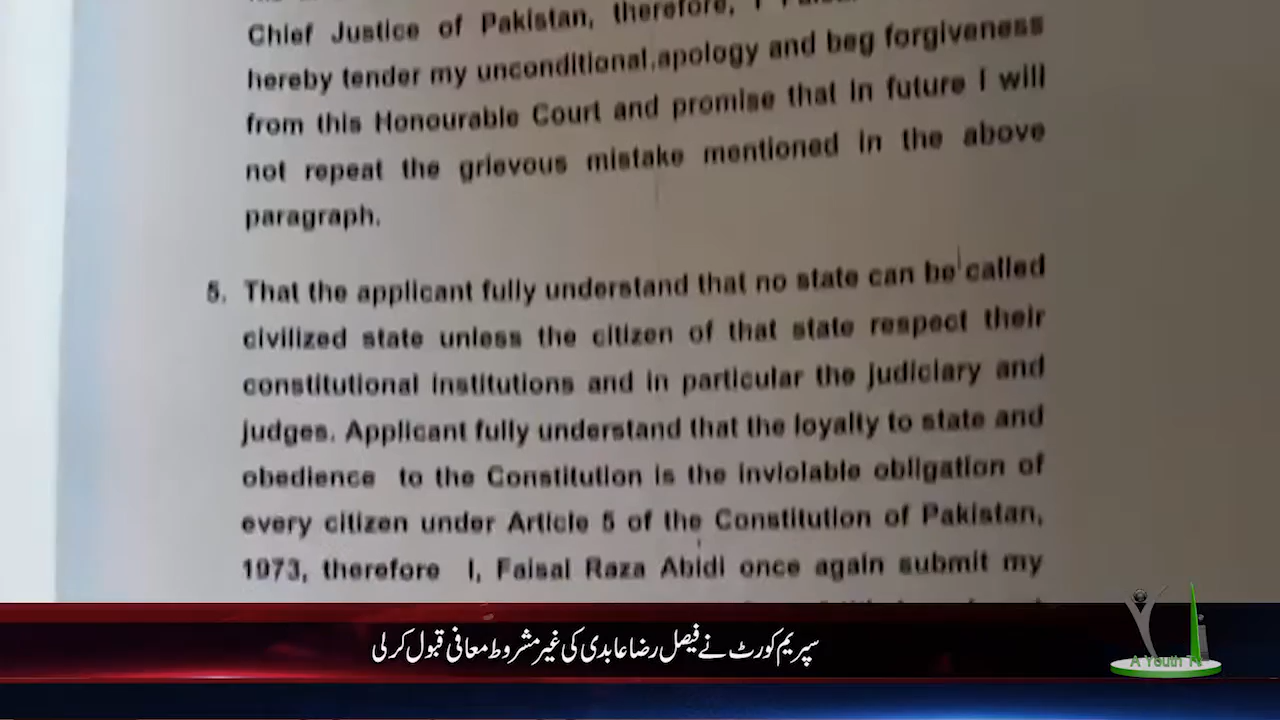 Chief Justice of Pakistan, therefore, I
hereby tender my unconditional apology and beg forgiveness
from this Honourable Court and promise that in future I will
not repeat the grievous mistake mentioned in the above
paragraph.
5. That the applicant fully understand that no state can be called
civilized state unless the citizen of that state respect their
constitutional institutions and in particular the judiciary and
judges. Applicant fully understand that the loyalty to state and
obedience to the Constitution is the inviolable obligation of
every citizen under Article 5 of the Constitution of Pakistan,
1973, therefore I, Faisal Raza Abidi once again submit my
سپریم کورٹ نے فیصل رضا عابدی کی غیر مشروط معافی قبول کر لی
A Youth